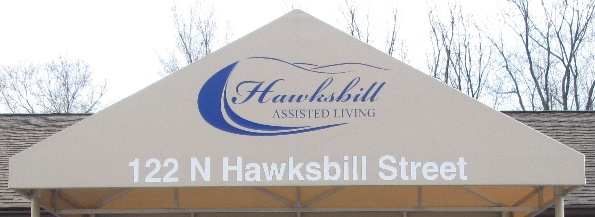 Hawksbill
ASSISTED LIVING
122 N Hawksbill Street